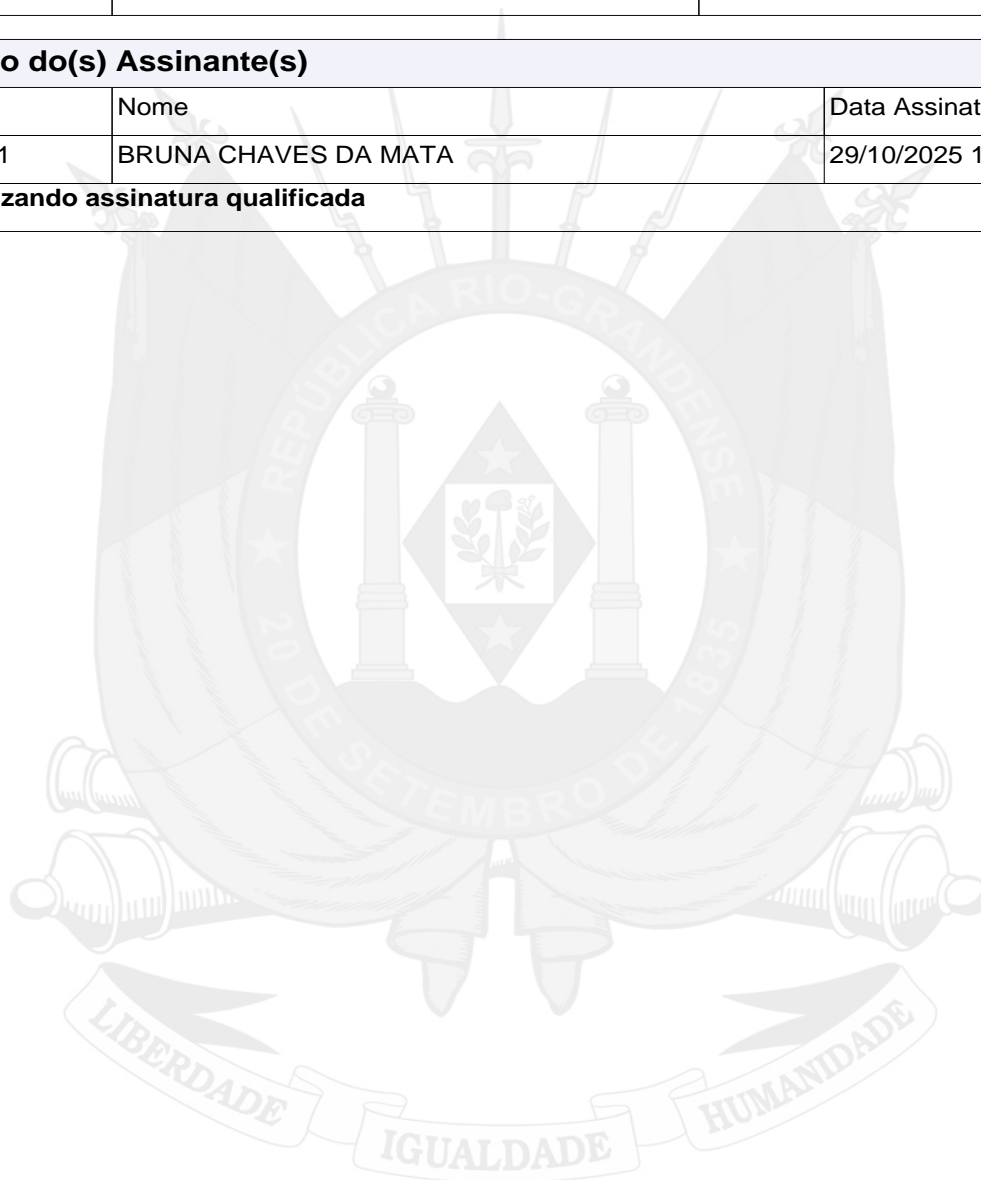 o do(s) Assinante(s)
Nome Data Assinat
1 BRUNA CHAVES DA MATA 29/10/2025 1
zando assinatura qualificada
REPÚBLICA RIO-GRANDENSE
20 DE SETEMBRO DE 1835
LIBERDADE IGUALDADE HUMANIDADE